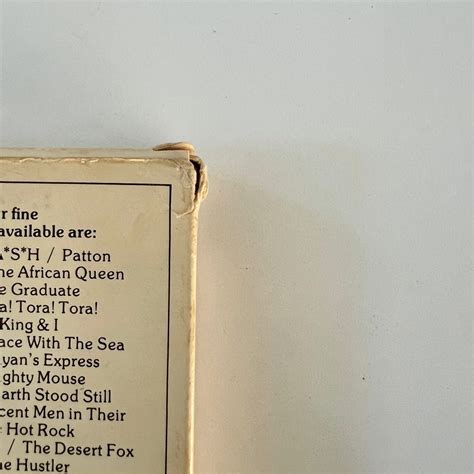 r fine
available are:
*S*H / Patton
he African Queen
e Graduate
a! Tora! Tora!
King & I
ace With The Sea
yan's Express
ghty Mouse
arth Stood Still
cent Men in Their
Hot Rock
/ The Desert Fox
he Hustler